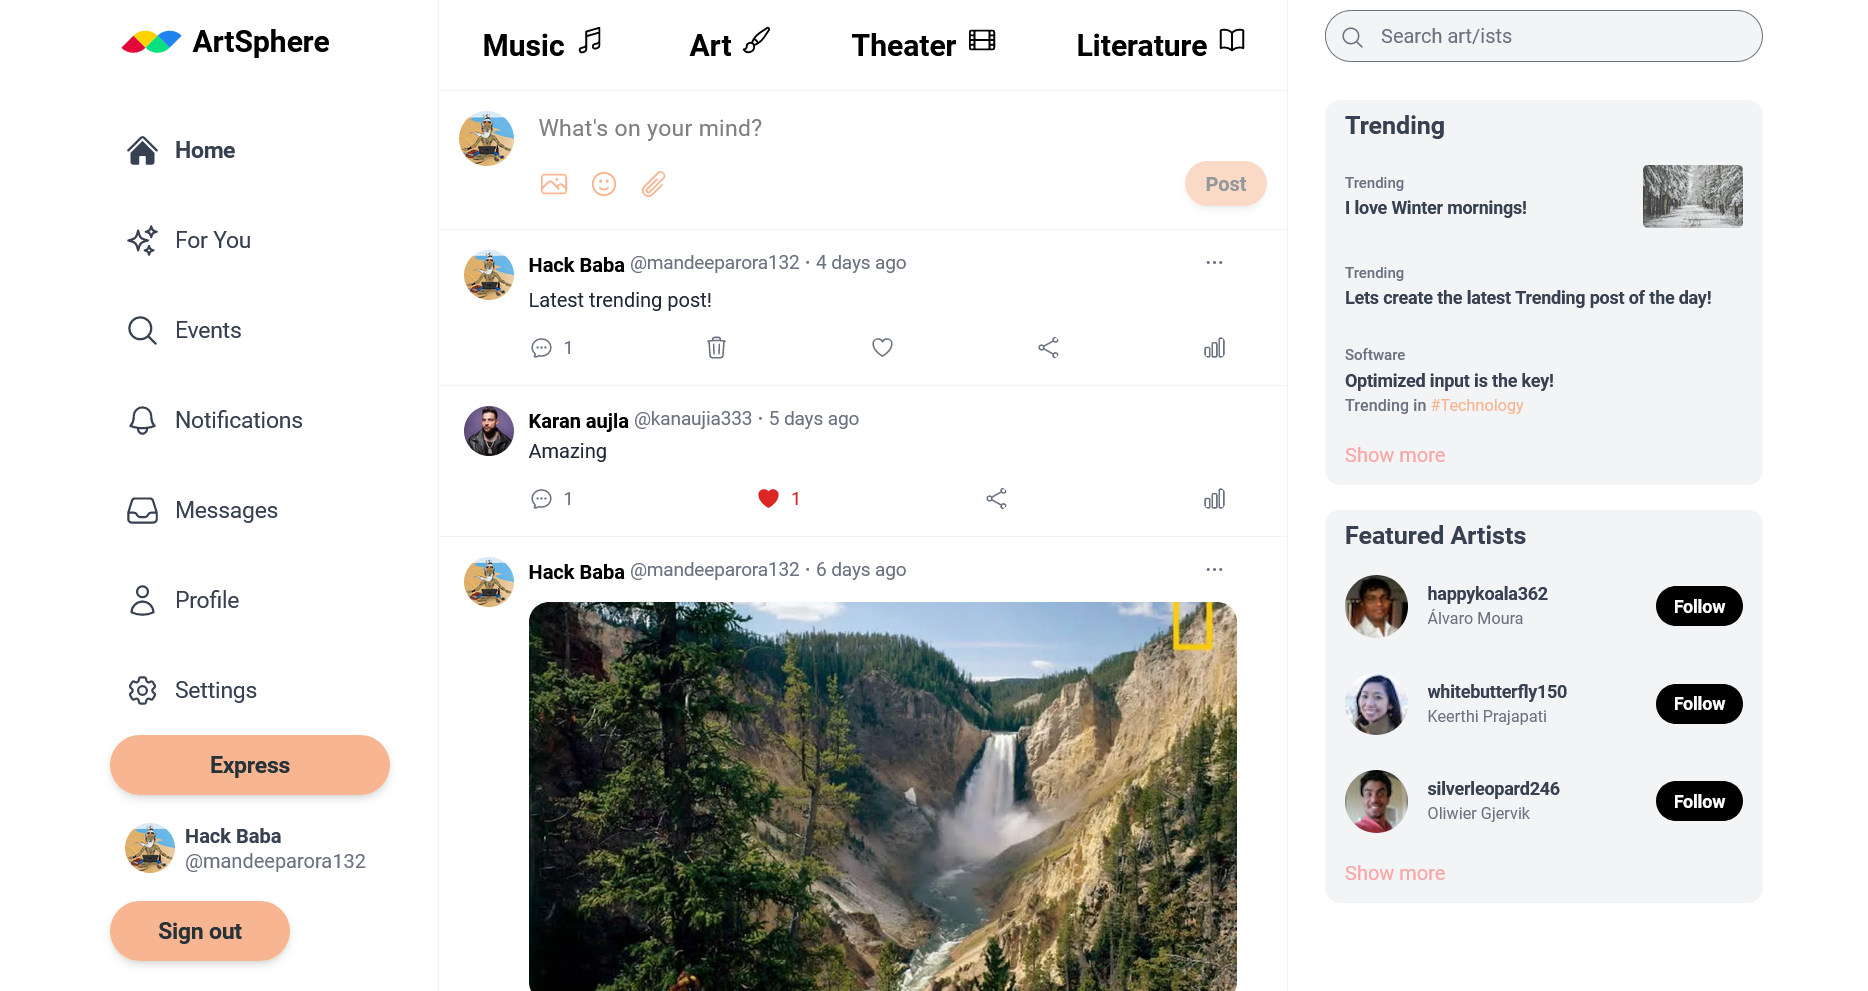 ArtSphere
Home
For You
Events
Notifications
Messages
Profile
Settings
Express
Hack Baba
@mandeeparora132
Sign out
Music
Art
Theater
Literature
What's on your mind?
Post
Hack Baba @mandeeparora132 · 4 days ago
Latest trending post!
1
Karan aujla @kanaujia333 · 5 days ago
Amazing
1
1
Hack Baba @mandeeparora132 · 6 days ago
Search art/ists
Trending
Trending
I love Winter mornings!
Trending
Lets create the latest Trending post of the day!
Software
Optimized input is the key!
Trending in #Technology
Show more
Featured Artists
happykoala362
Álvaro Moura
Follow
whitebutterfly150
Keerthi Prajapati
Follow
silverleopard246
Oliwier Gjervik
Follow
Show more